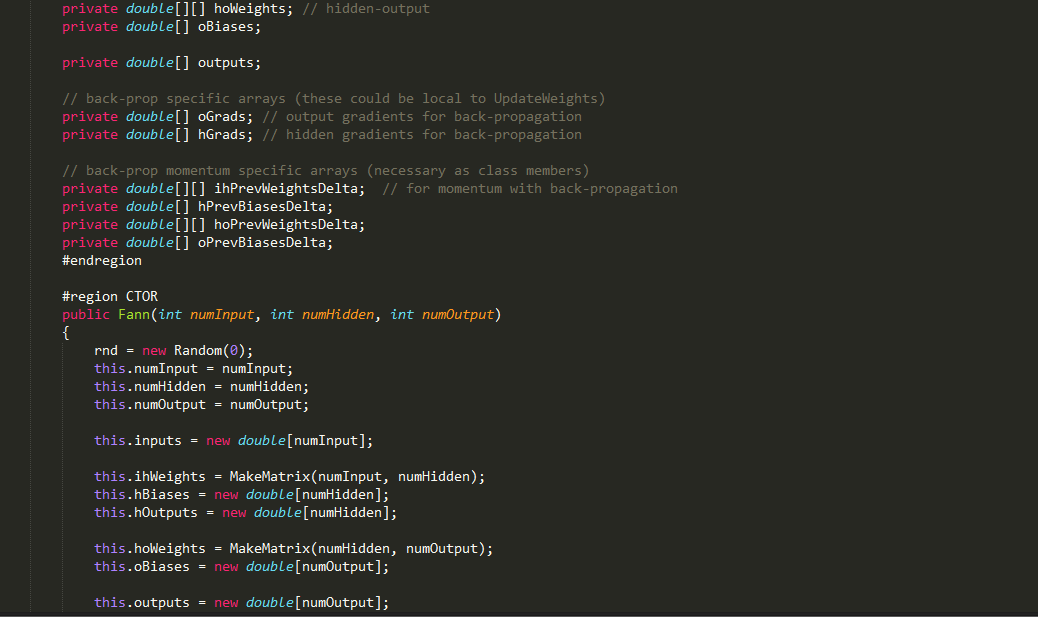 private double[][] hoWeights; // hidden-output
private double[] oBiases;
private double[] outputs;
// back-prop specific arrays (these could be local to UpdateWeights)
private double[] oGrads; // output gradients for back-propagation
private double[] hGrads; // hidden gradients for back-propagation
// back-prop momentum specific arrays (necessary as class members)
private double[][] ihPrevWeightsDelta;  // for momentum with back-propagation
private double[] hPrevBiasesDelta;
private double[][] hoPrevWeightsDelta;
private double[] oPrevBiasesDelta;
#endregion
#region CTOR
public Fann(int numInput, int numHidden, int numOutput)
{
rnd = new Random(0);
this.numInput = numInput;
this.numHidden = numHidden;
this.numOutput = numOutput;
this.inputs = new double[numInput];
this.ihWeights = MakeMatrix(numInput, numHidden);
this.hBiases = new double[numHidden];
this.hOutputs = new double[numHidden];
this.hoWeights = MakeMatrix(numHidden, numOutput);
this.oBiases = new double[numOutput];
this.outputs = new double[numOutput];